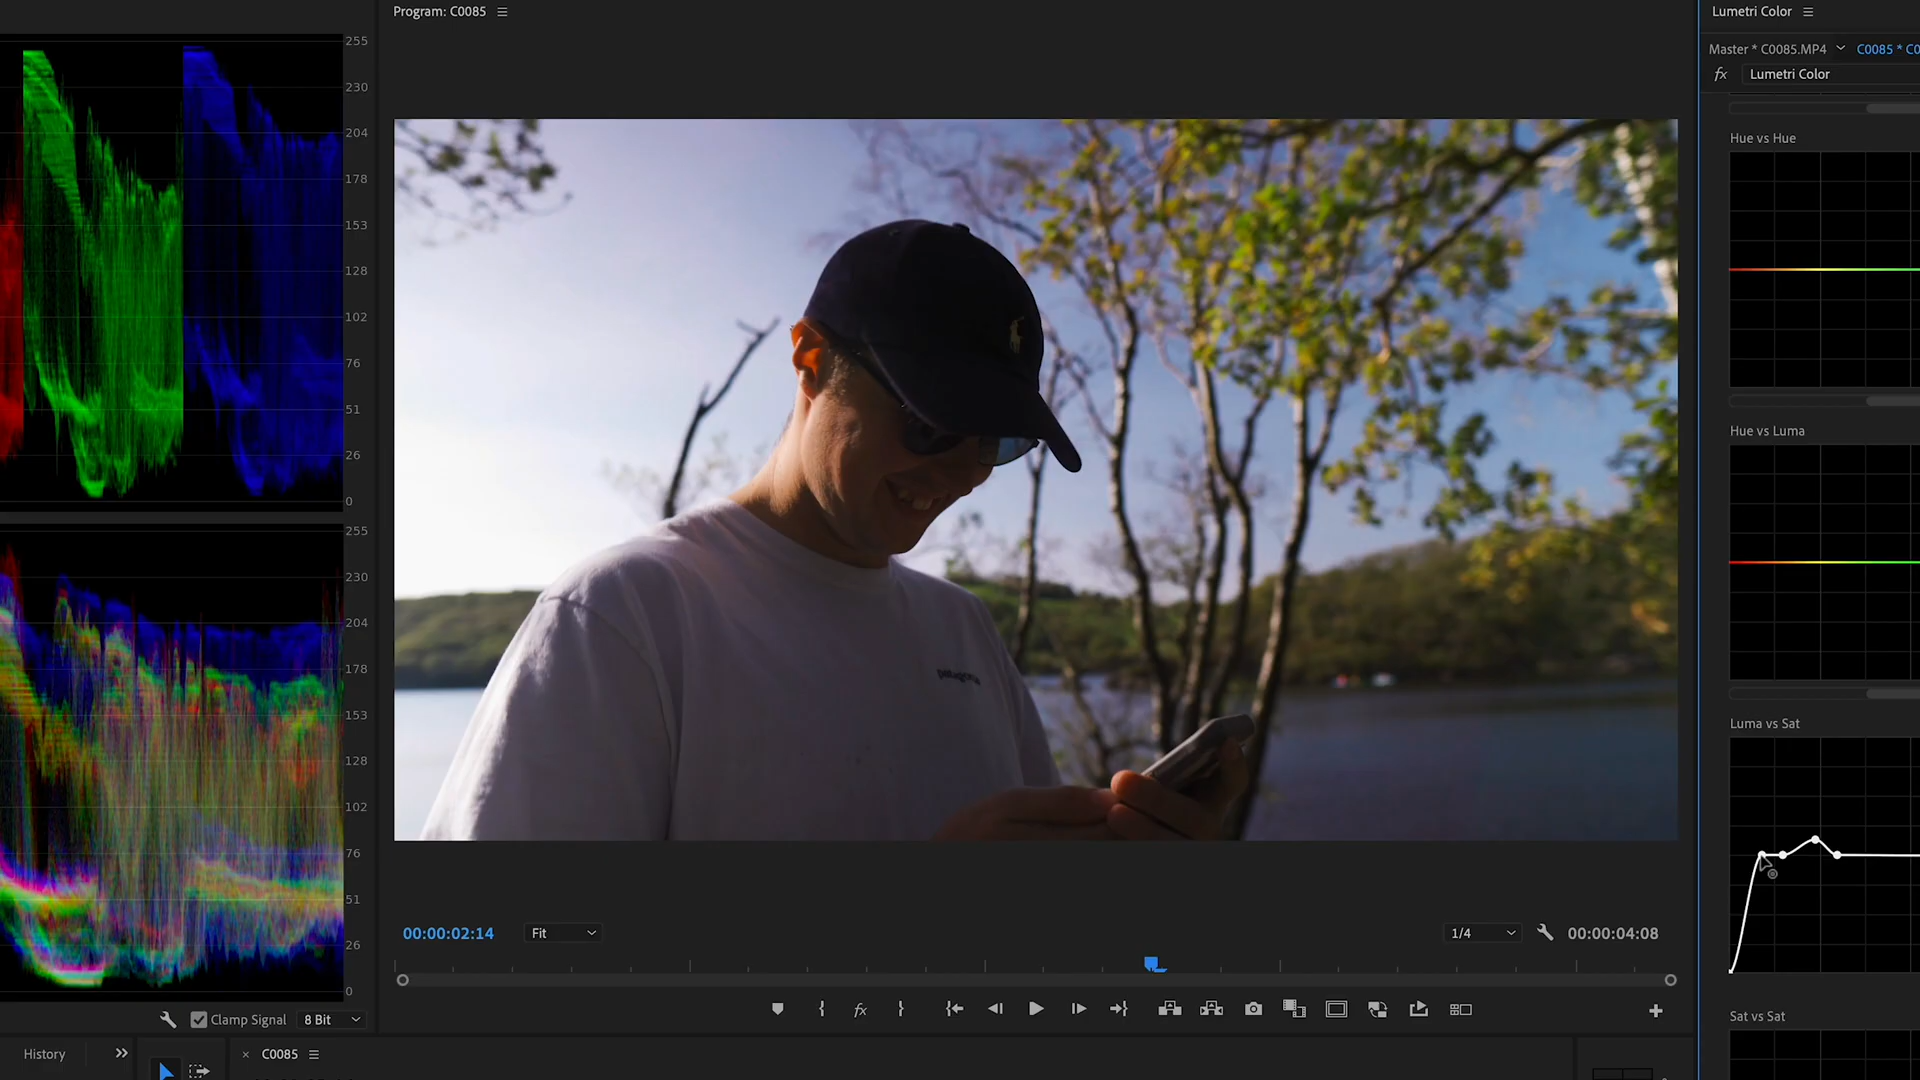 Program: C0085
Lumetri Color
Master * C0085.MP4
C0085 * C0
fx
Lumetri Color
255
230
204
178
153
128
102
76
51
26
0
Hue vs Hue
Hue vs Luma
patagonia
255
230
204
178
153
128
102
76
51
26
0
Luma vs Sat
00:00:02:14
Fit
1/4
00:00:04:08
fx
Clamp Signal
8 Bit
Sat vs Sat
History
C0085